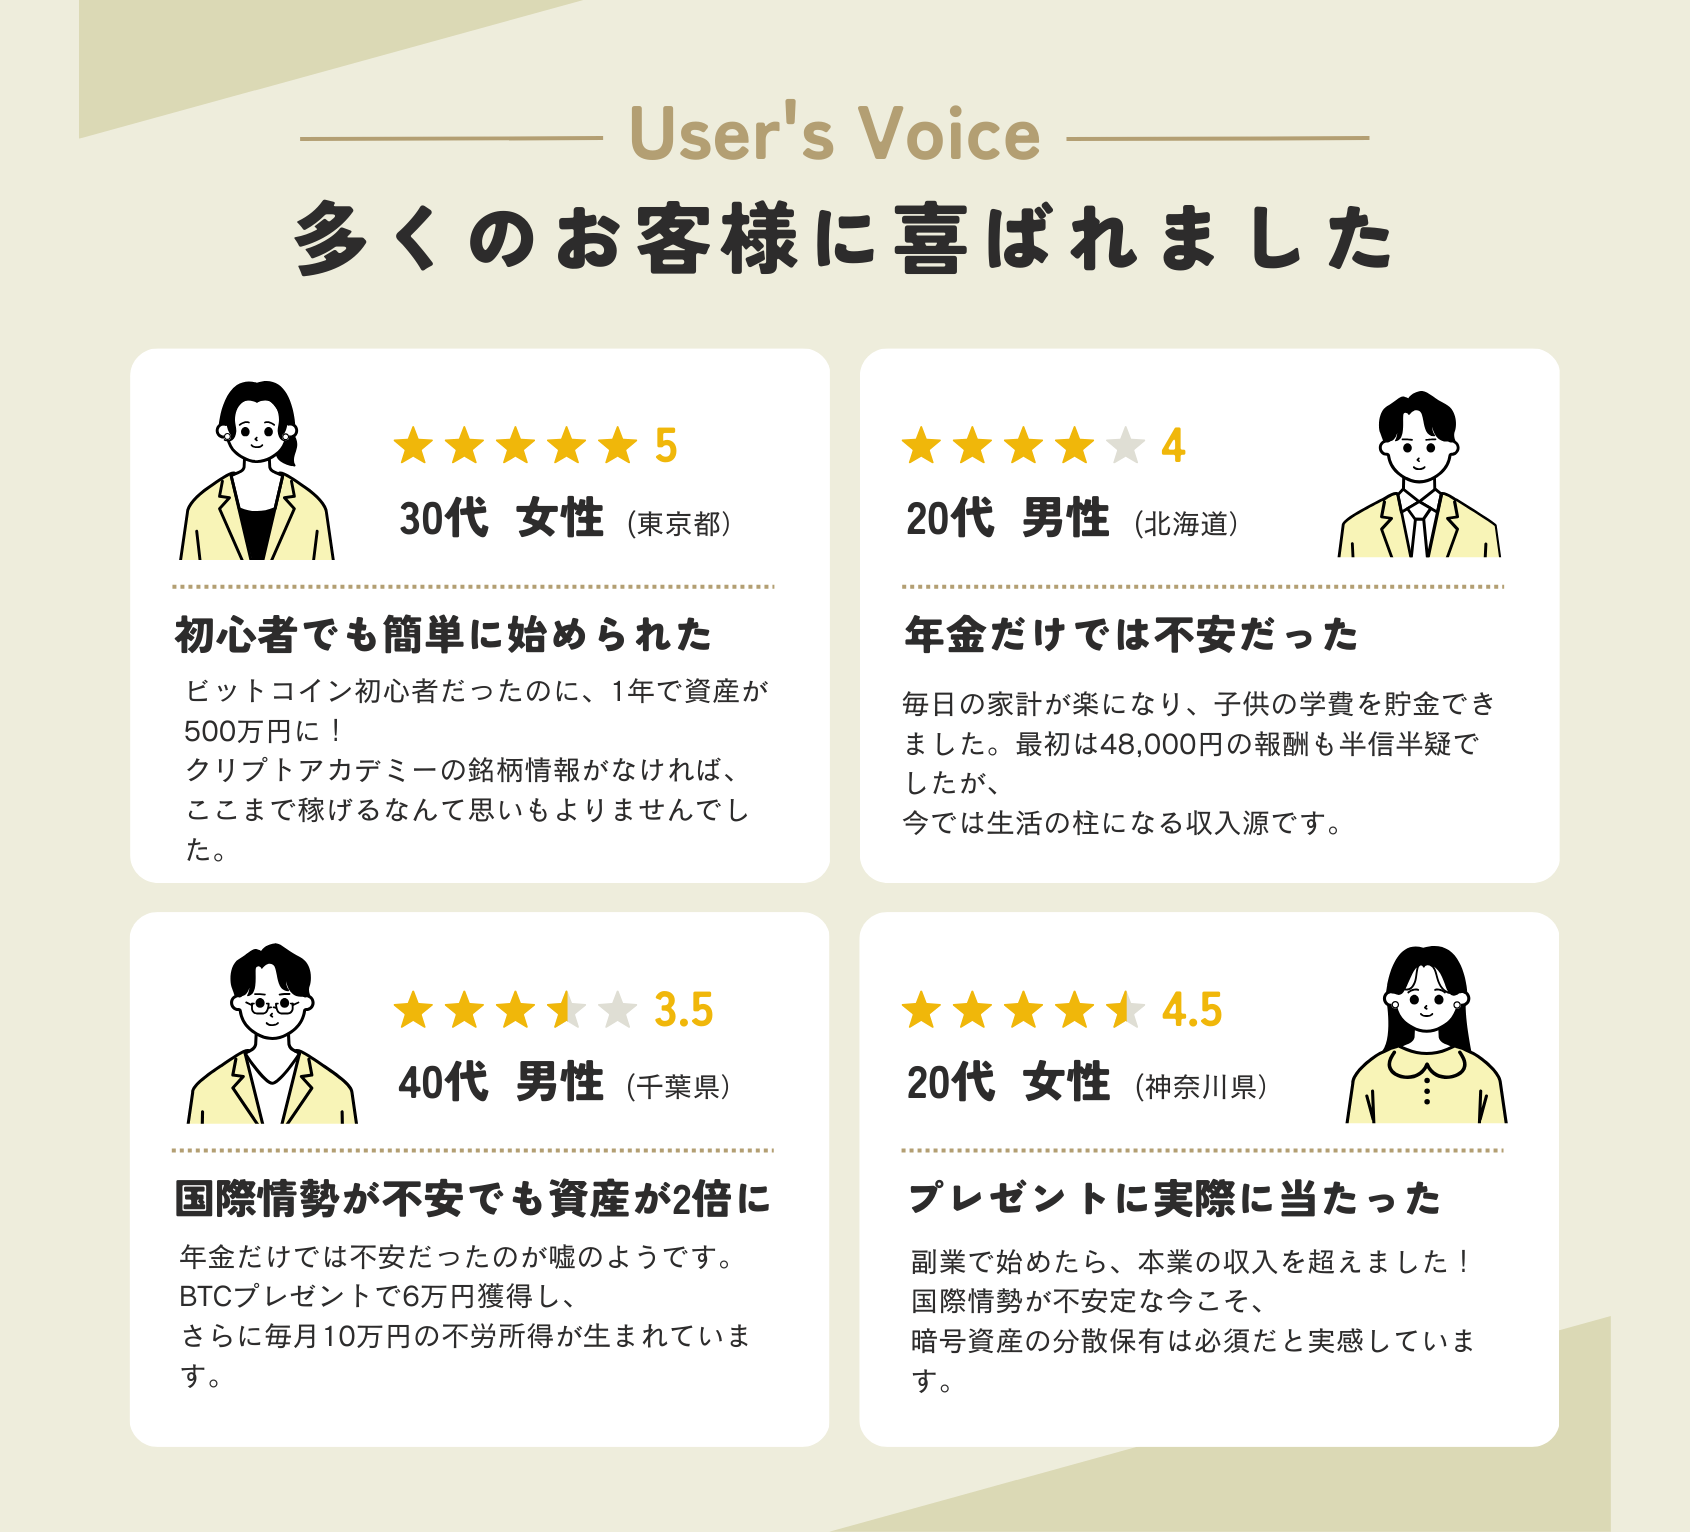 User's Voice
多くのお客様に喜ばれました
5
30代 女性 (東京都)
初心者でも簡単に始められた
ビットコイン初心者だったのに、1年で資産が
500万円に！
クリプトアカデミーの銘柄情報がなければ、
ここまで稼げるなんて思いもよりませんでし
た。
4
20代 男性 (北海道)
年金だけでは不安だった
毎日の家計が楽になり、子供の学費を貯金でき
ました。最初は48,000円の報酬も半信半疑で
したが、
今では生活の柱になる収入源です。
3.5
40代 男性 (千葉県)
国際情勢が不安でも資産が2倍に
年金だけでは不安だったのが嘘のようです。
BTCプレゼントで6万円獲得し、
さらに毎月10万円の不労所得が生まれていま
す。
4.5
20代 女性 (神奈川県)
プレゼントに実際に当たった
副業で始めたら、本業の収入を超えました！
国際情勢が不安定な今こそ、
暗号資産の分散保有は必須だと実感していま
す。